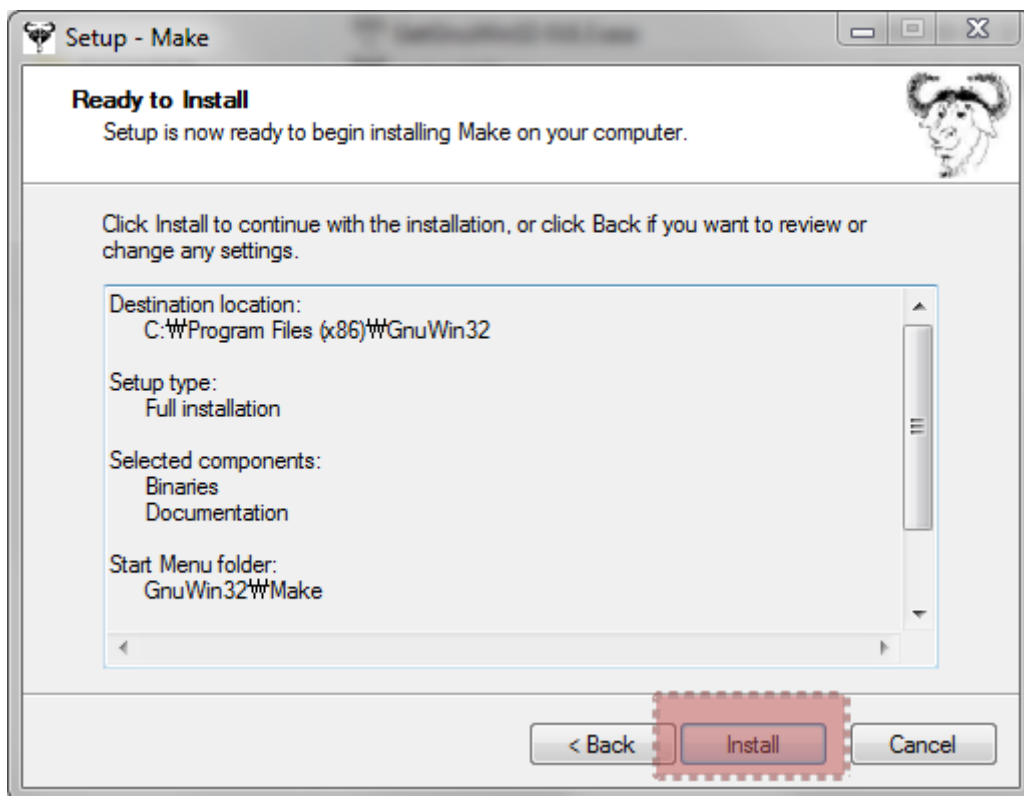 Setup - Make
Ready to Install
Setup is now ready to begin installing Make on your computer.
Click Install to continue with the installation, or click Back if you want to review or
change any settings.
Destination location:
C:₩Program Files (x86)₩GnuWin32
Setup type:
Full installation
Selected components:
Binaries
Documentation
Start Menu folder:
GnuWin32₩Make
< Back
Install
Cancel